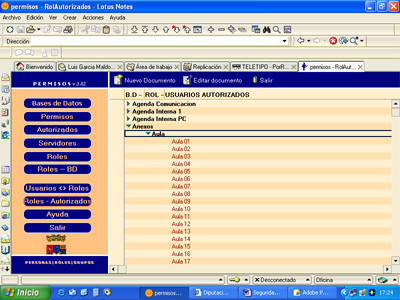 permisos - RolAutorizados - Lotus Notes
Archivo Edición Ver Crear Acciones Ayuda
Dirección
Bienvenido Luis Garcia Maldo... Área de trabajo Replicación TELETIPO - PorR... permisos - RolAut...
PERMISOS v.3.02
Nuevo Documento Editar documento Salir
B.D - ROL - USUARIOS AUTORIZADOS
Bases de Datos
Permisos
Autorizados
Servidores
Roles
Roles – BD
Usuarios <> Roles
Roles - Autorizados
Ayuda
Salir
PERSONAS|ROLES|GRUPOS
Agenda Comunicacion
Agenda Interna 1
Agenda Interna PC
Anexos
Aula
Aula 01
Aula 02
Aula 03
Aula 04
Aula 05
Aula 06
Aula 07
Aula 08
Aula 09
Aula 10
Aula 11
Aula 12
Aula 13
Aula 14
Aula 15
Aula 16
Aula 17
Desconectado Oficina
Inicio permisos... Diputaci... Segurida... Adobe P... 17:24